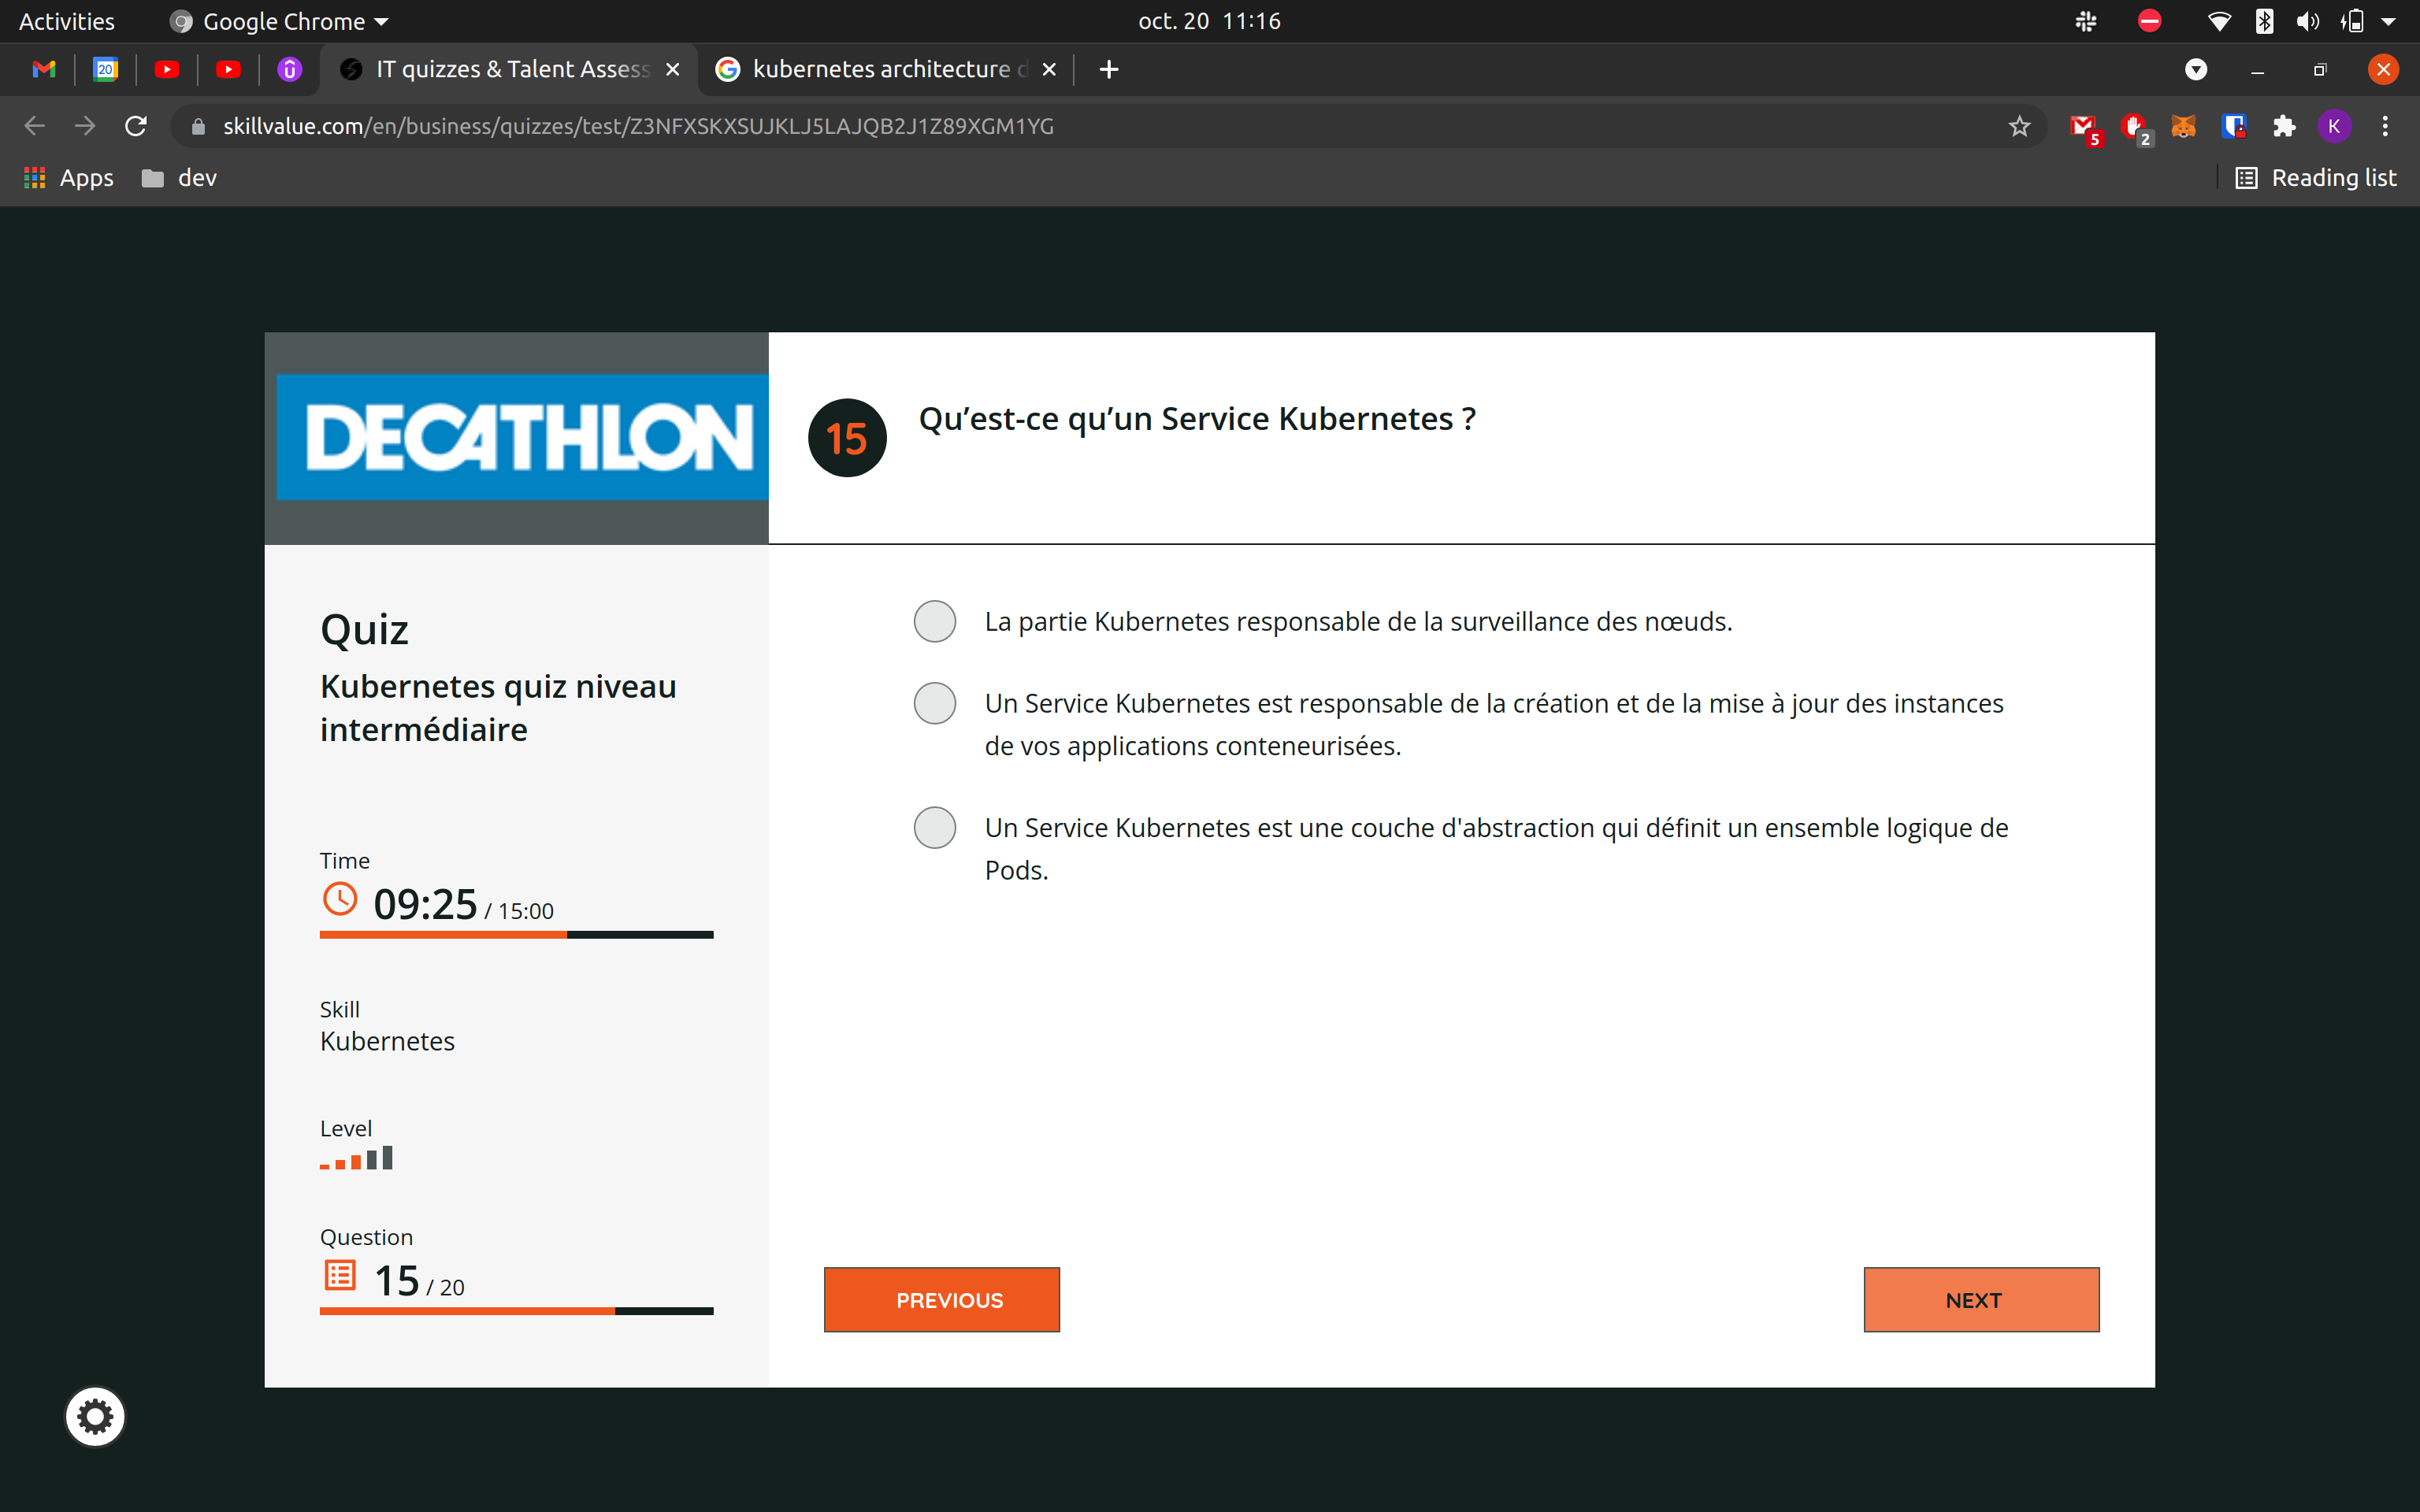 Activities
Google Chrome
oct. 20 11:16
20
IT quizzes & Talent Assess
kubernetes architecture
skillvalue.com/en/business/quizzes/test/Z3NFXSKXSUJKLJ5LAJQB2J1Z89XGM1YG
5
2
K
Apps
dev
Reading list
DECATHLON
15
Qu’est-ce qu’un Service Kubernetes ?
Quiz
Kubernetes quiz niveau
intermédiaire
La partie Kubernetes responsable de la surveillance des nœuds.
Un Service Kubernetes est responsable de la création et de la mise à jour des instances
de vos applications conteneurisées.
Un Service Kubernetes est une couche d'abstraction qui définit un ensemble logique de
Pods.
Time
09:25 / 15:00
Skill
Kubernetes
Level
Question
15 / 20
PREVIOUS
NEXT